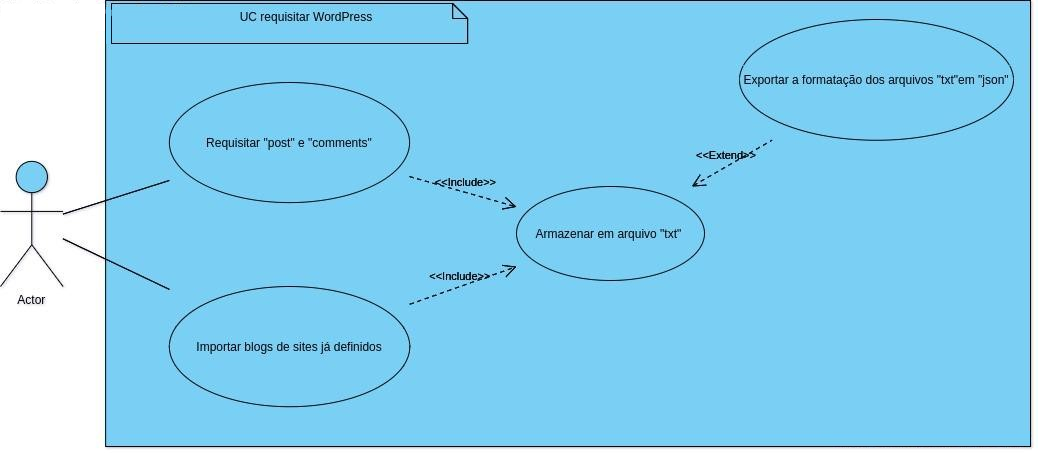 UC requisitar WordPress
Exportar a formatação dos arquivos "txt"em "json"
Requisitar "post" e "comments"
<<Extend>>
<<Include>>
Armazenar em arquivo "txt"
<<Include>>
Actor
Importar blogs de sites já definidos